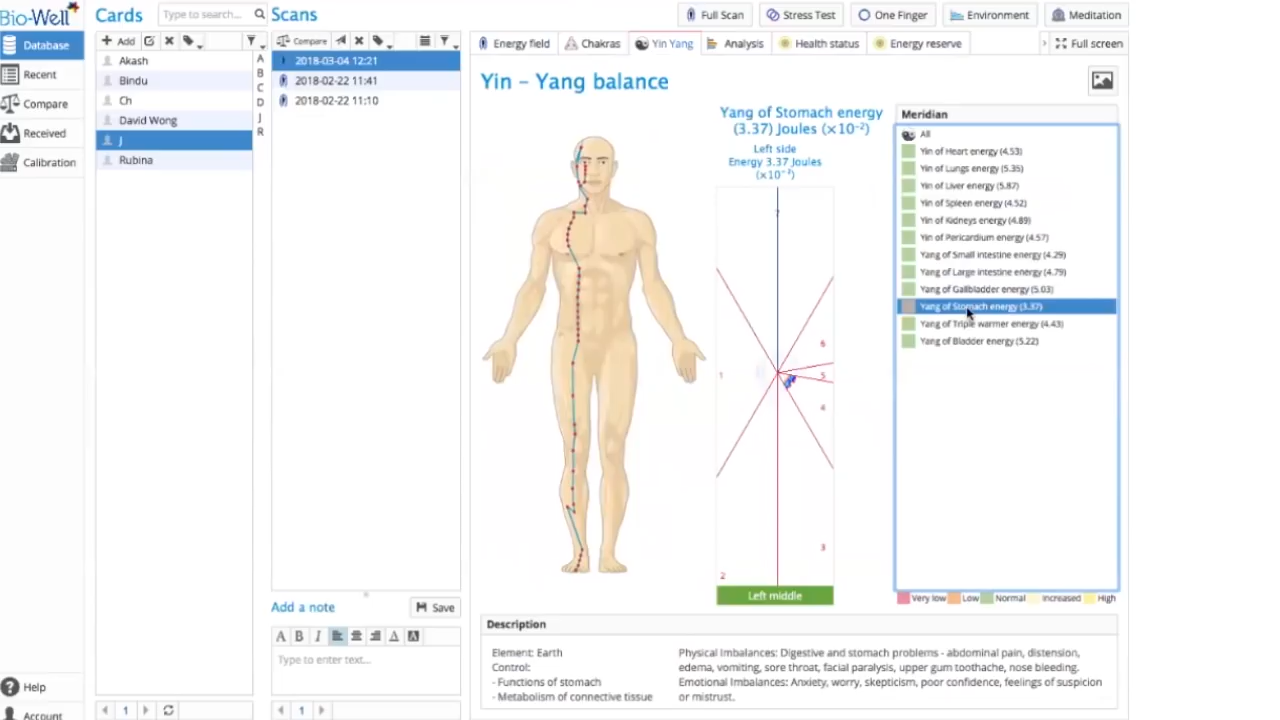 Bio-Well
Database
Recent
Compare
Received
Calibration
Help
Account
Cards
Type to search...
Add
Akash
Bindu
Ch
David Wong
J
Rubina
A
B
C
D
J
R
1
Scans
Compare
2018-03-04 12:21
2018-02-22 11:41
2018-02-22 11:10
Add a note
Save
A B I A A
Type to enter text...
1
Full Scan
Stress Test
One Finger
Environment
Meditation
Energy field
Chakras
Yin Yang
Analysis
Health status
Energy reserve
Full screen
Yin – Yang balance
Yang of Stomach energy
(3.37) Joules (×10⁻²)
Left side
Energy 3.37 Joules
7
6
1
5
4
3
2
Left middle
Meridian
All
Yin of Heart energy (4.53)
Yin of Lungs energy (5.35)
Yin of Liver energy (5.87)
Yin of Spleen energy (4.52)
Yin of Kidneys energy (4.89)
Yin of Pericardium energy (4.57)
Yang of Small intestine energy (4.29)
Yang of Large intestine energy (4.79)
Yang of Gallbladder energy (5.03)
Yang of Stomach energy (3.37)
Yang of Triple warmer energy (4.43)
Yang of Bladder energy (5.22)
Very low Low Normal Increased High
Description
Element: Earth
Control:
- Functions of stomach
- Metabolism of connective tissue
Physical Imbalances: Digestive and stomach problems - abdominal pain, distension,
edema, vomiting, sore throat, facial paralysis, upper gum toothache, nose bleeding.
Emotional Imbalances: Anxiety, worry, skepticism, poor confidence, feelings of suspicion
or mistrust.